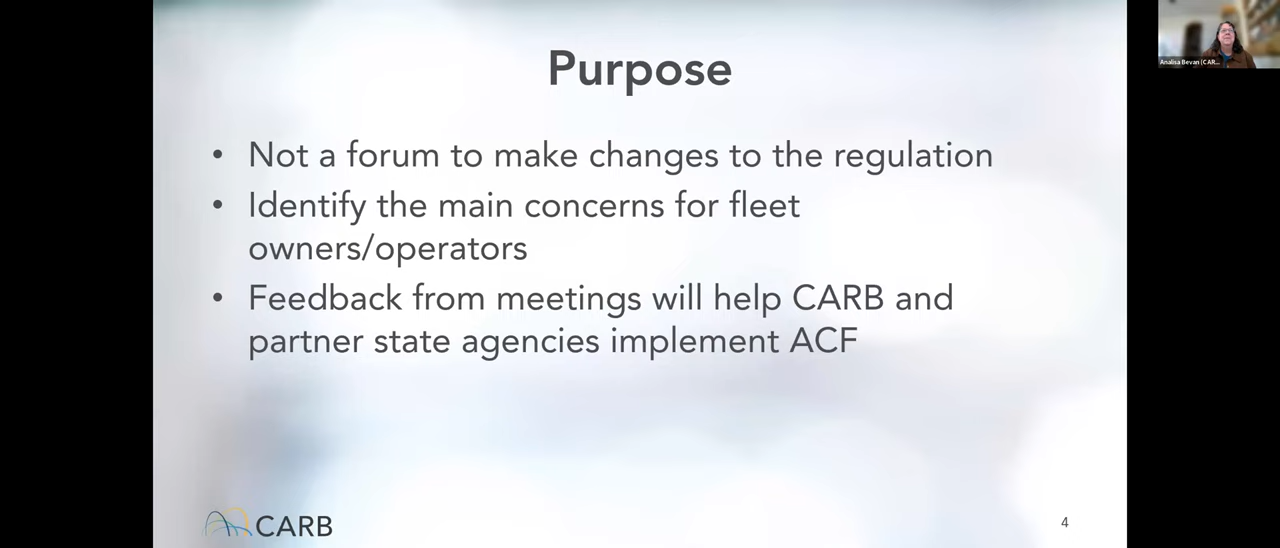 Purpose
• Not a forum to make changes to the regulation
• Identify the main concerns for fleet
owners/operators
• Feedback from meetings will help CARB and
partner state agencies implement ACF
CARB
4
Analisa Bevan (CAR...